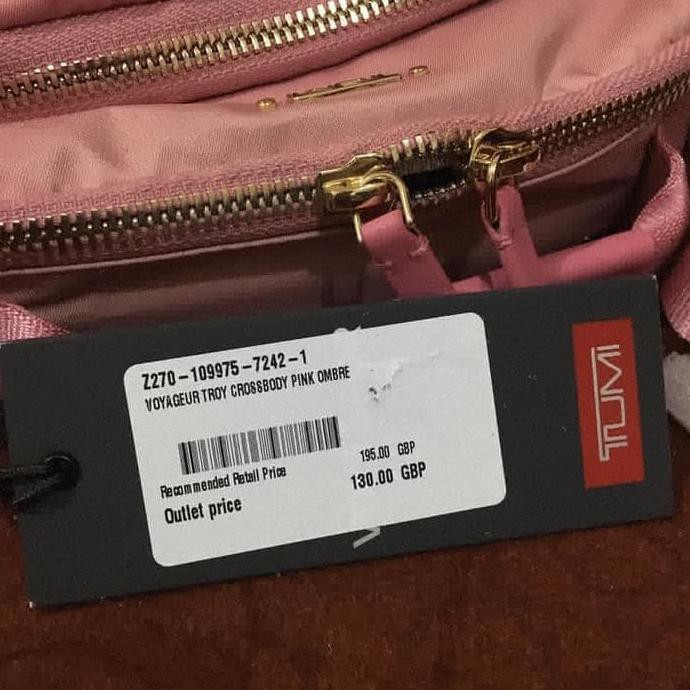 Z270-109975-7242-1
VOYAGEUR TROY CROSSBODY PINK OMBRE
Recommended Retail Price 195.00 GBP
Outlet price 130.00 GBP
TUMI